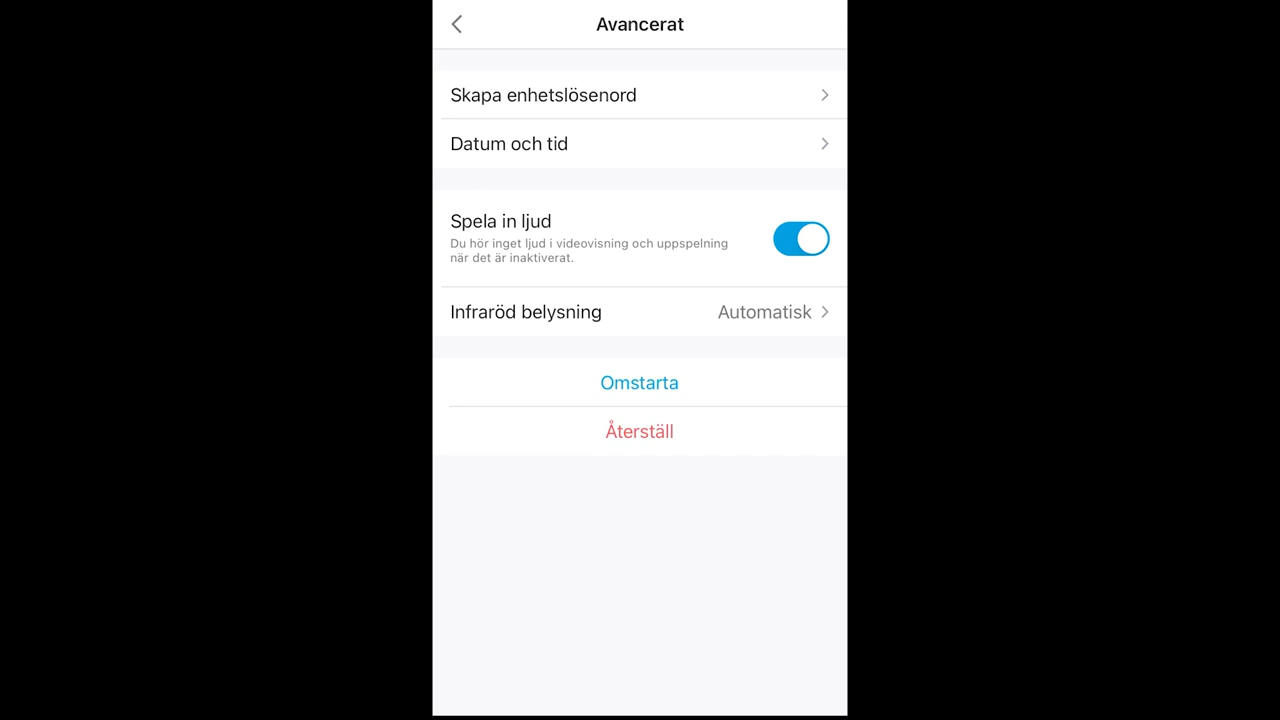 Avancerat
Skapa enhetslösenord
Datum och tid
Spela in ljud
Du hör inget ljud i videovisning och uppspelning
när det är inaktiverat.
Infraröd belysning Automatisk
Omstarta
Återställ